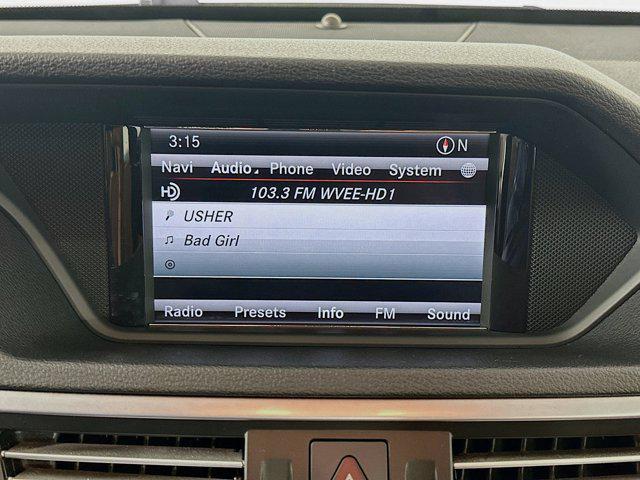 3:15 N
Navi Audio Phone Video System
HD 103.3 FM WVEE-HD1
USHER
Bad Girl
Radio Presets Info FM Sound